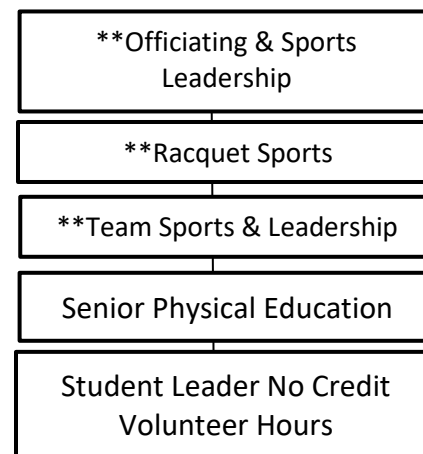 **Officiating & Sports
Leadership
**Racquet Sports
**Team Sports & Leadership
Senior Physical Education
Student Leader No Credit
Volunteer Hours